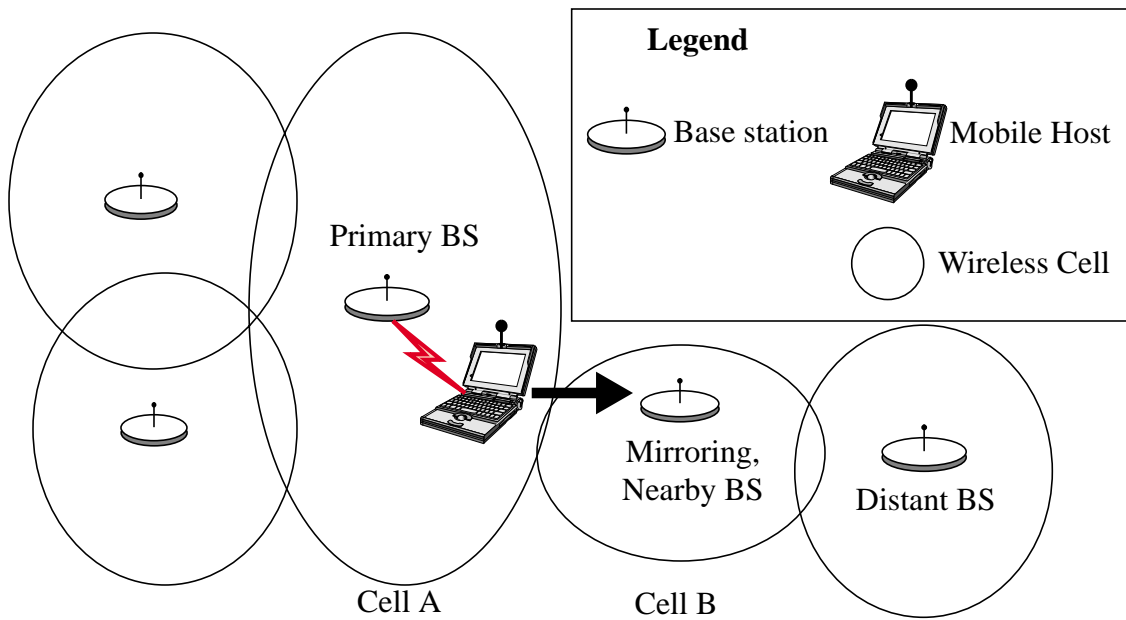 Legend
Base station
Mobile Host
Wireless Cell
Primary BS
Mirroring,
Nearby BS
Distant BS
Cell A
Cell B